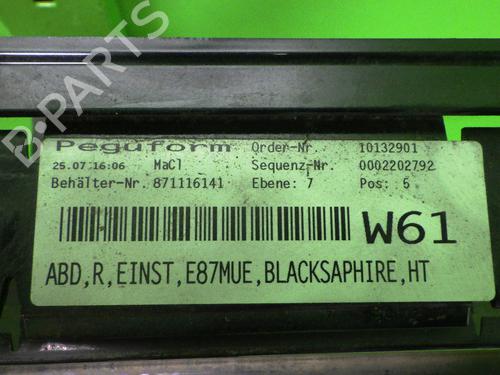 B-PARTS
Peguform Order-Nr. 10132901
25.07 16:06 MaCl Sequenz-Nr. 0002202792
Behälter-Nr. 871116141 Ebene: 7 Pos: 5
W61
ABD,R,EINST,E87MUE,BLACKSAPHIRE,HT